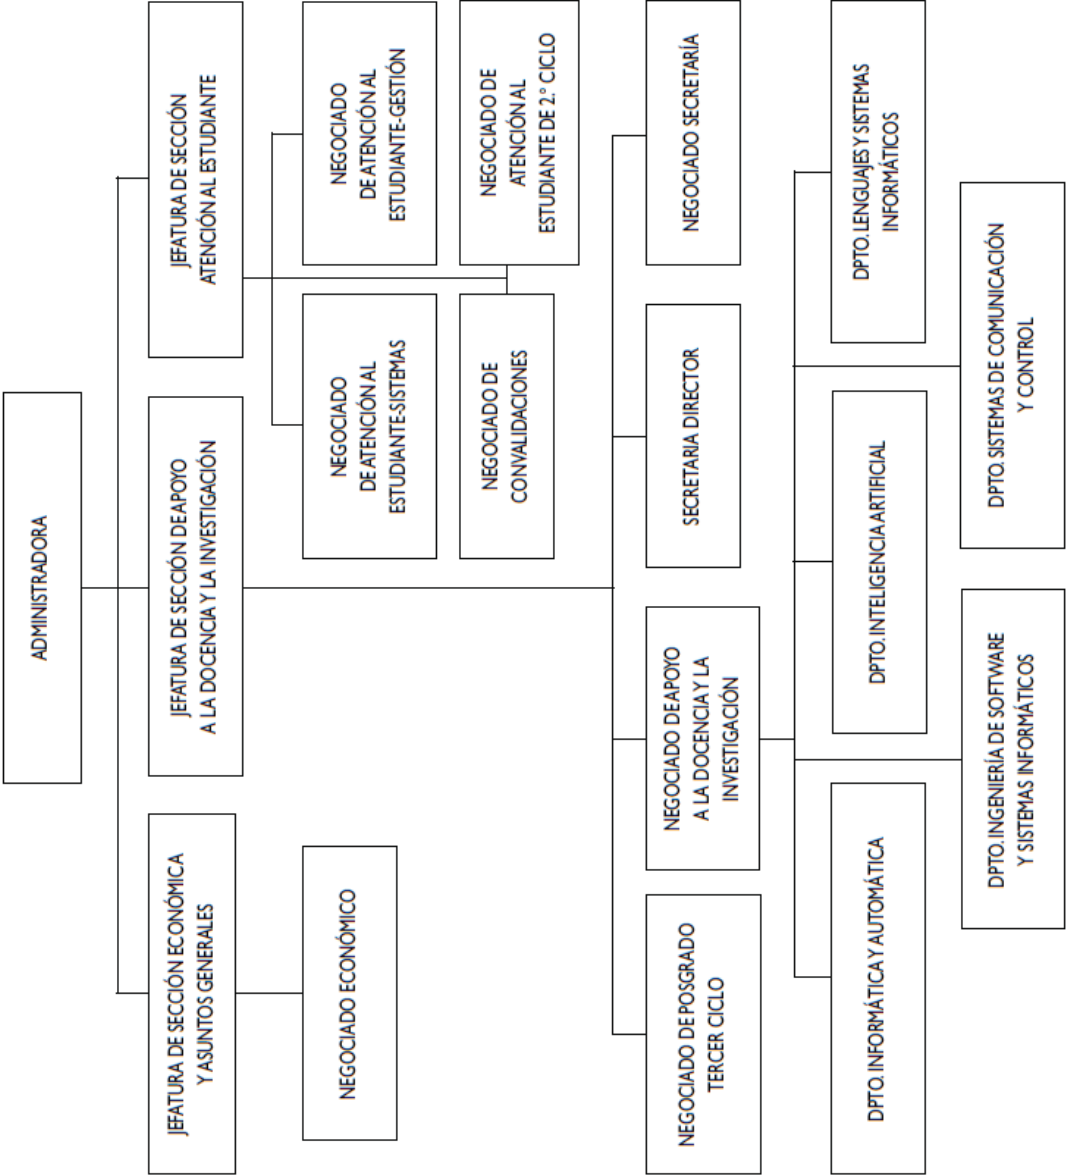 ADMINISTRADORA
JEFATURA DE SECCIÓN ECONÓMICA
Y ASUNTOS GENERALES
JEFATURA DE SECCIÓN DE APOYO
A LA DOCENCIA Y LA INVESTIGACIÓN
JEFATURA DE SECCIÓN
ATENCIÓN AL ESTUDIANTE
NEGOCIADO ECONÓMICO
NEGOCIADO
DE ATENCIÓN AL
ESTUDIANTE-SISTEMAS
NEGOCIADO
DE ATENCIÓN AL
ESTUDIANTE-GESTIÓN
NEGOCIADO DE
CONVALIDACIONES
NEGOCIADO DE
ATENCIÓN AL
ESTUDIANTE DE 2.º CICLO
NEGOCIADO DE POSGRADO
TERCER CICLO
NEGOCIADO DE APOYO
A LA DOCENCIA Y LA
INVESTIGACIÓN
SECRETARIA DIRECTOR
NEGOCIADO SECRETARÍA
DPTO. INFORMÁTICA Y AUTOMÁTICA
DPTO. INTELIGENCIA ARTIFICIAL
DPTO. LENGUAJES Y SISTEMAS
INFORMÁTICOS
DPTO. INGENIERÍA DE SOFTWARE
Y SISTEMAS INFORMÁTICOS
DPTO. SISTEMAS DE COMUNICACIÓN
Y CONTROL